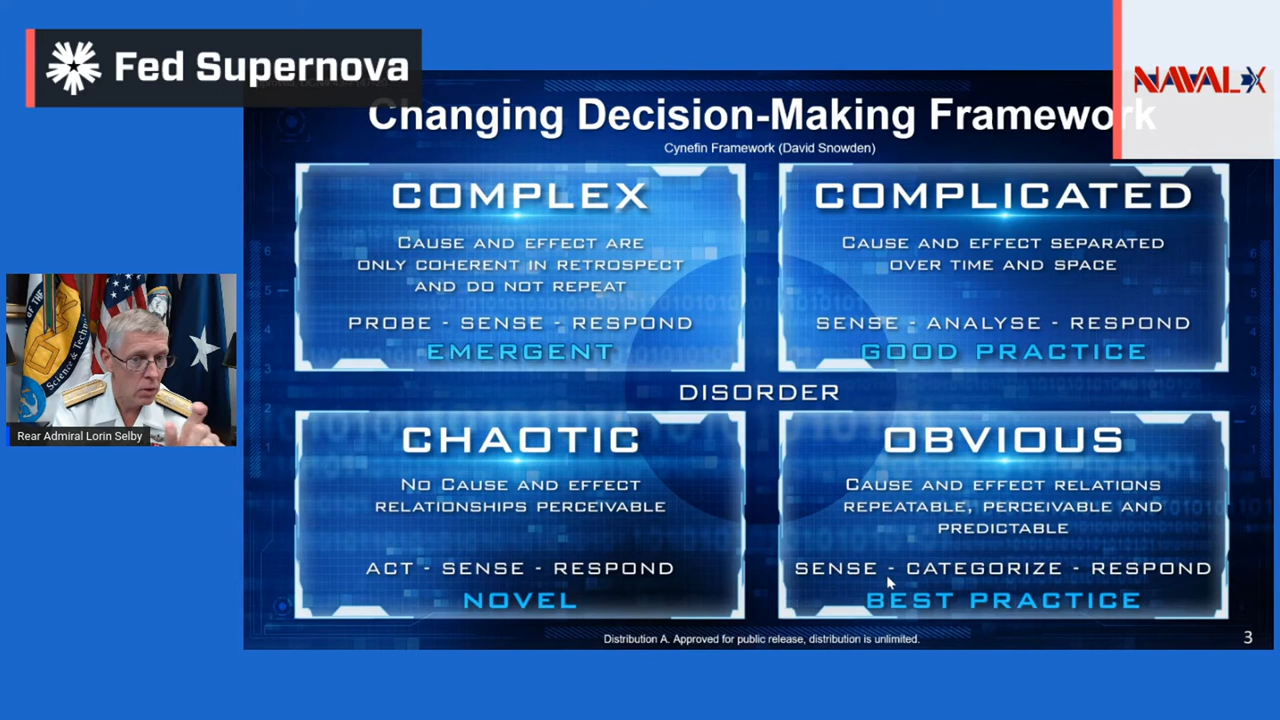 Fed Supernova
NAVALX
Changing Decision-Making Framework
Cynefin Framework (David Snowden)
COMPLEX
CAUSE AND EFFECT ARE
ONLY COHERENT IN RETROSPECT
AND DO NOT REPEAT
PROBE - SENSE - RESPOND
EMERGENT
COMPLICATED
CAUSE AND EFFECT SEPARATED
OVER TIME AND SPACE
SENSE - ANALYSE - RESPOND
GOOD PRACTICE
DISORDER
CHAOTIC
NO CAUSE AND EFFECT
RELATIONSHIPS PERCEIVABLE
ACT - SENSE - RESPOND
NOVEL
OBVIOUS
CAUSE AND EFFECT RELATIONS
REPEATABLE, PERCEIVABLE AND
PREDICTABLE
SENSE - CATEGORIZE - RESPOND
BEST PRACTICE
Distribution A. Approved for public release, distribution is unlimited.
3
OF THE
Science & Techn
Rear Admiral Lorin Selby